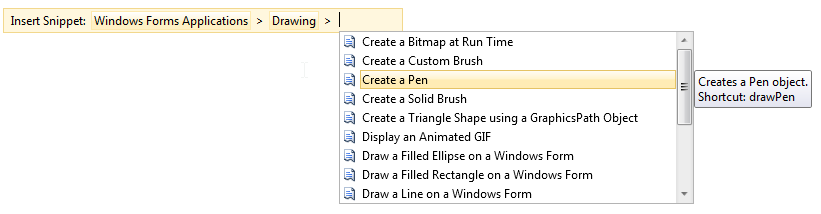 Insert Snippet: Windows Forms Applications > Drawing >
Create a Bitmap at Run Time
Create a Custom Brush
Create a Pen
Create a Solid Brush
Create a Triangle Shape using a GraphicsPath Object
Display an Animated GIF
Draw a Filled Ellipse on a Windows Form
Draw a Filled Rectangle on a Windows Form
Draw a Line on a Windows Form
Creates a Pen object.
Shortcut: drawPen